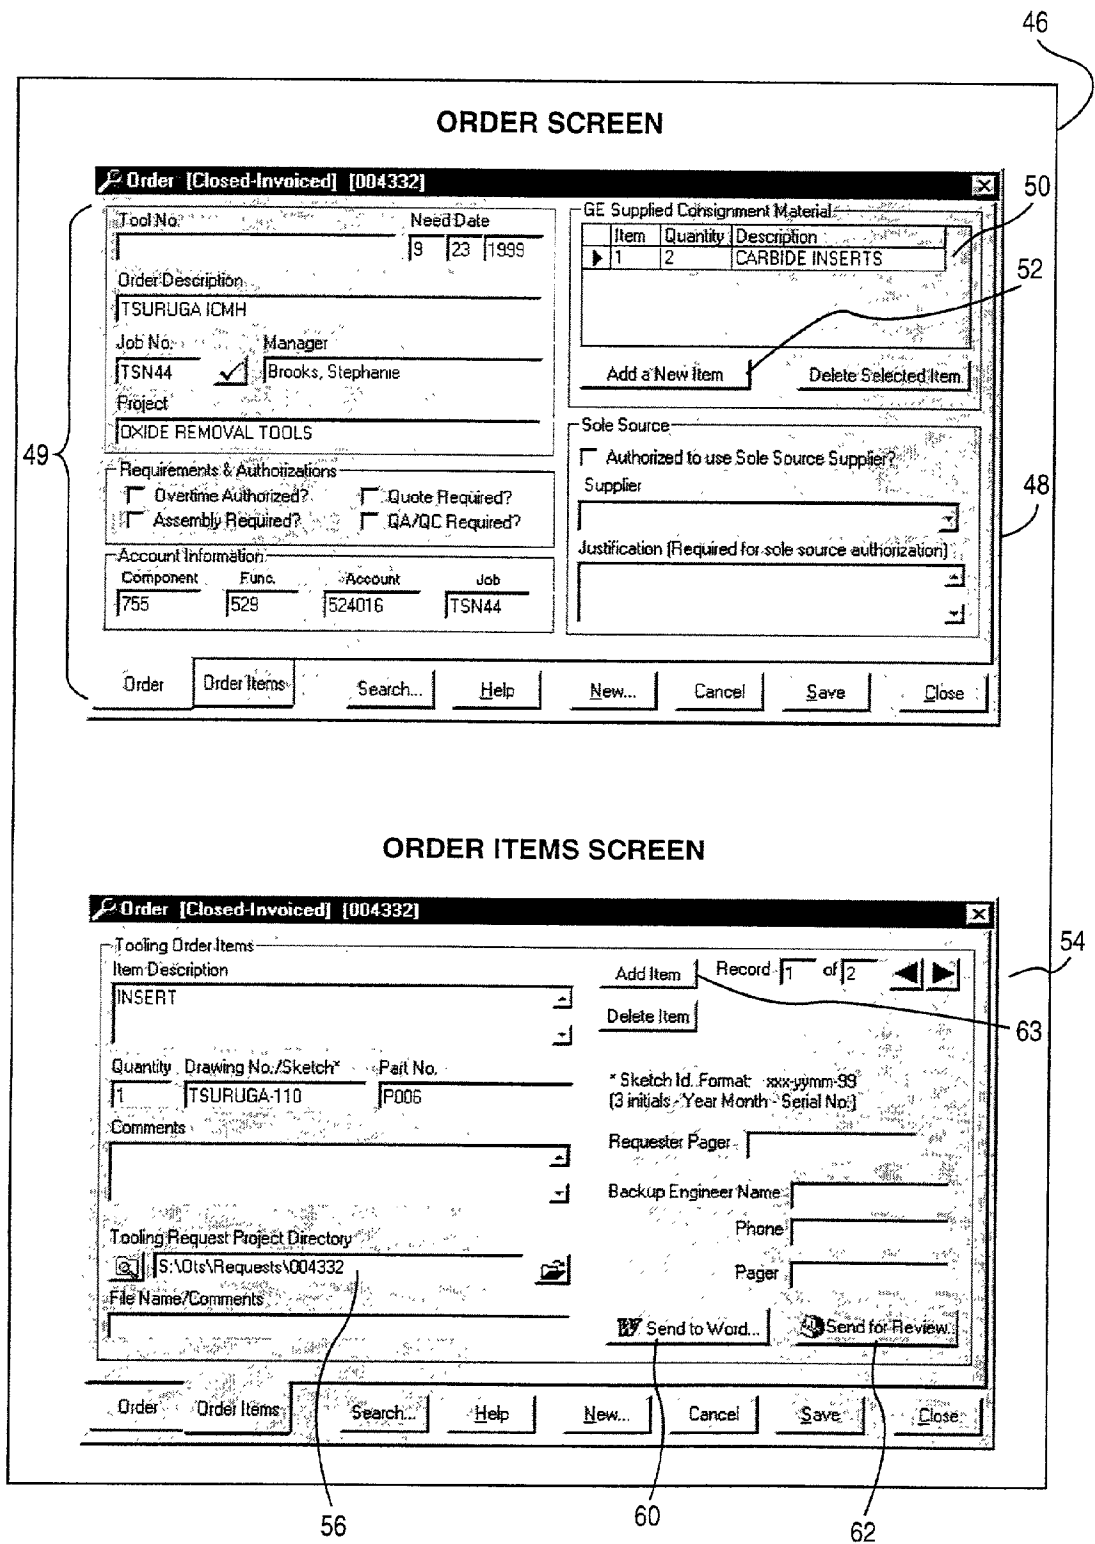 46
ORDER SCREEN
Order [Closed-Invoiced] [004332]
Tool No.
Need Date
9 23 1999
Order Description
TSURUGA ICMH
Job No.
Manager
TSN44
Brooks, Stephanie
Project
OXIDE REMOVAL TOOLS
Requirements & Authorizations
Overtime Authorized?
Quote Required?
Assembly Required?
QA/QC Required?
Account Information
Component Func. Account Job
755 529 524016 TSN44
GE Supplied Consignment Material
Item Quantity Description
1 2 CARBIDE INSERTS
Add a New Item
Delete Selected Item
Sole Source
Authorized to use Sole Source Supplier?
Supplier
Justification (Required for sole source authorization)
Order
Order Items
Search...
Help
New...
Cancel
Save
Close
50
52
49
48
ORDER ITEMS SCREEN
Order [Closed-Invoiced] [004332]
Tooling Order Items
Item Description
INSERT
Add Item
Record 1 of 2
Delete Item
Quantity Drawing No./Sketch* Part No.
1 TSURUGA-110 P006
Comments
* Sketch Id. Format: xxx-yymm-99
(3 initials - Year Month - Serial No.)
Requester Pager
Backup Engineer Name
Phone
Pager
Tooling Request Project Directory
S:\Ots\Requests\004332
File Name/Comments
Send to Word...
Send for Review...
Order
Order Items
Search...
Help
New...
Cancel
Save
Close
54
63
56
60
62